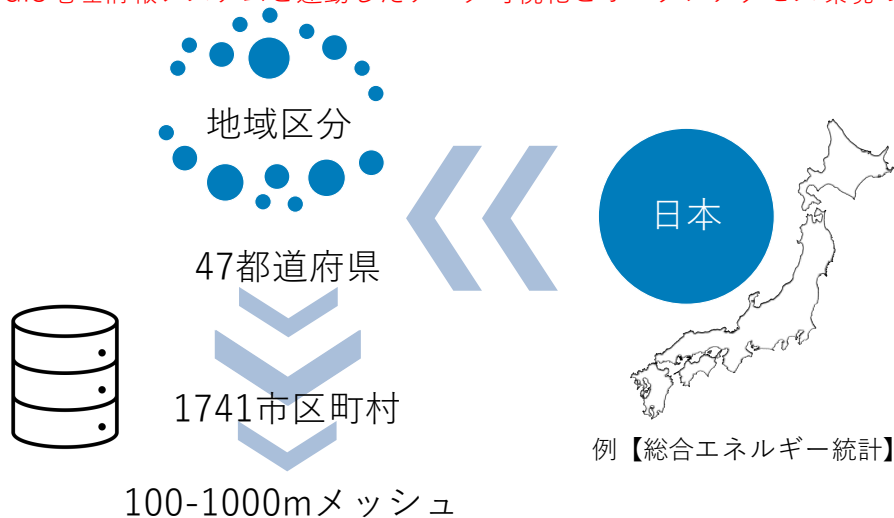 地域区分
日本
47都道府県
1741市区町村
例【総合エネルギー統計】
100-1000mメッシュ